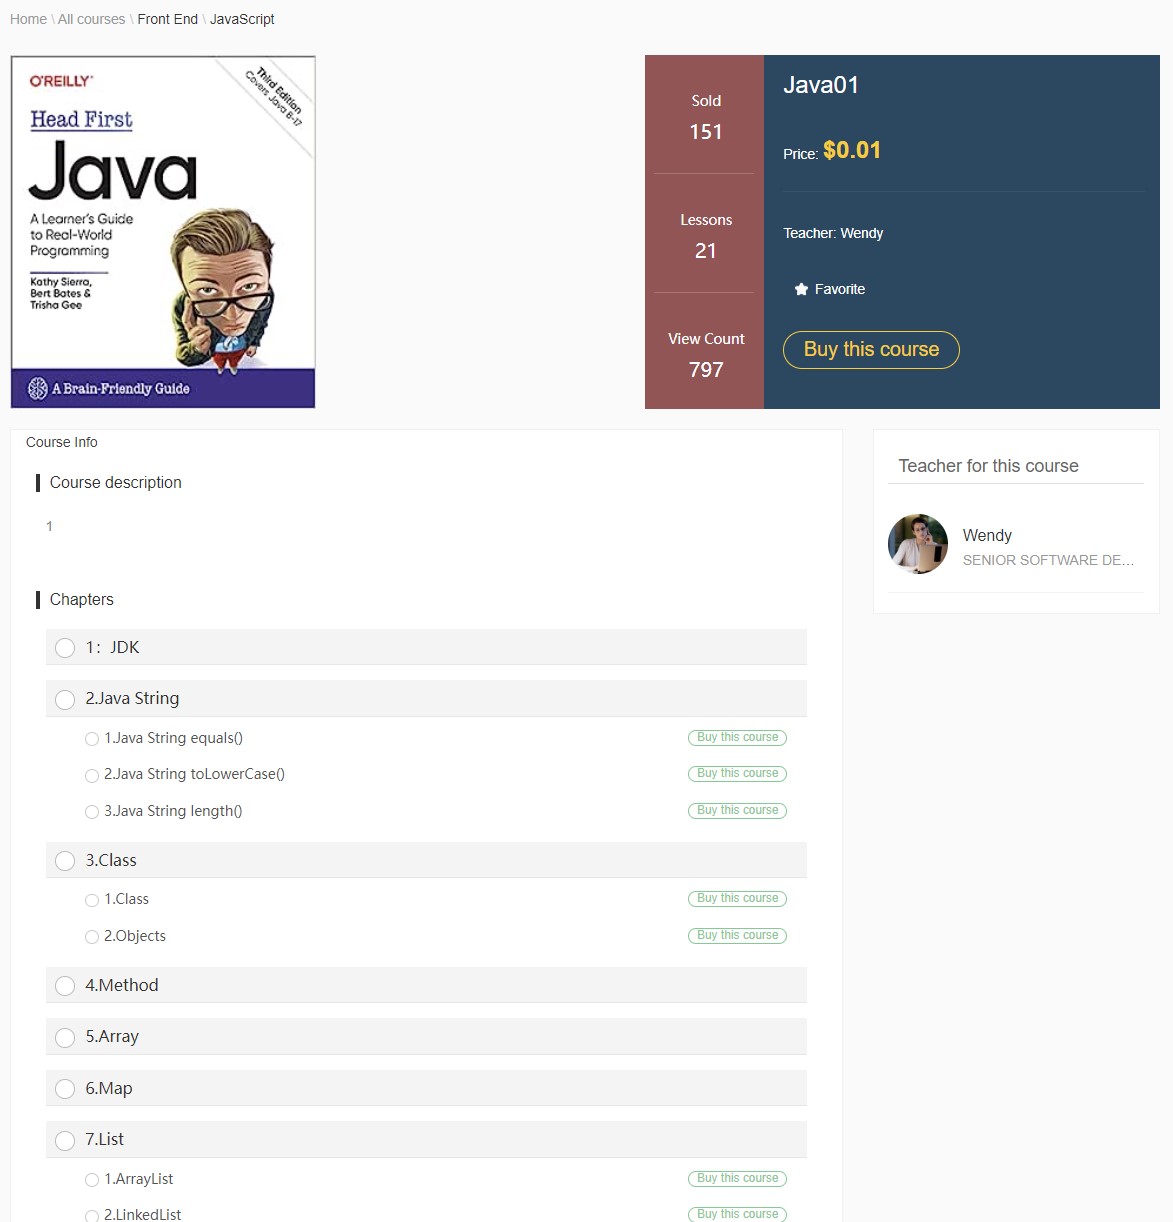 Home \ All courses \ Front End \ JavaScript
O'REILLY®
Third Edition
Covers Java 8-17
Head First
Java
A Learner's Guide
to Real-World
Programming
Kathy Sierra,
Bert Bates &
Trisha Gee
A Brain-Friendly Guide
Sold
151
Lessons
21
View Count
797
Java01
Price: $0.01
Teacher: Wendy
Favorite
Buy this course
Course Info
Course description
1
Chapters
1：JDK
2.Java String
1.Java String equals() Buy this course
2.Java String toLowerCase() Buy this course
3.Java String length() Buy this course
3.Class
1.Class Buy this course
2.Objects Buy this course
4.Method
5.Array
6.Map
7.List
1.ArrayList Buy this course
2.LinkedList Buy this course
Teacher for this course
Wendy
SENIOR SOFTWARE DE...